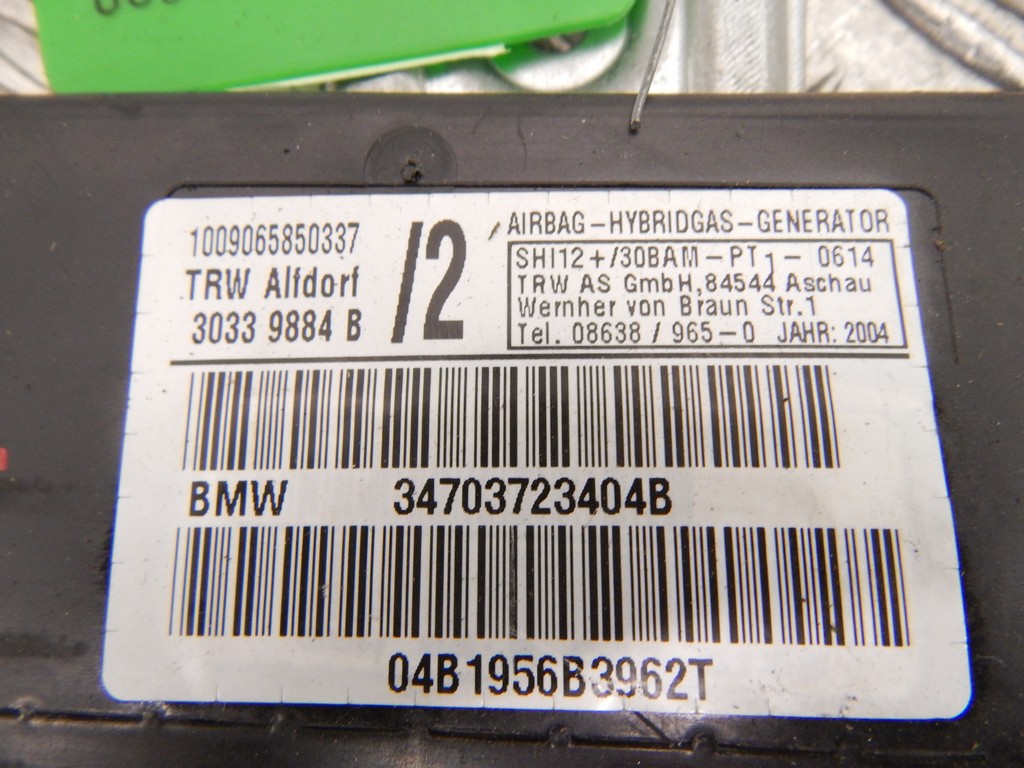 1009065850337
TRW Alfdorf
3033 9884 B
/2
AIRBAG-HYBRIDGAS-GENERATOR
SHI12+/30BAM-PT1-0614
TRW AS GmbH,84544 Aschau
Wernher von Braun Str.1
Tel. 08638 / 965-0 JAHR: 2004
BMW 34703723404B
04B1956B3962T